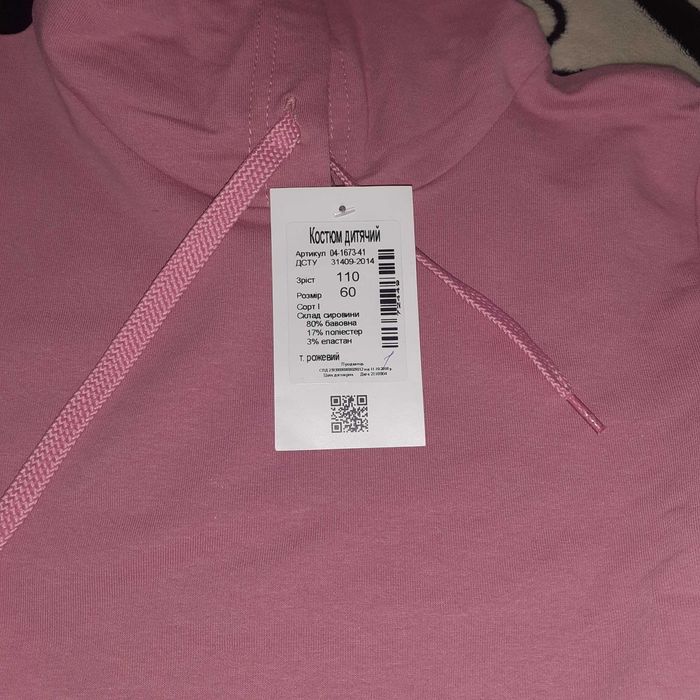 Костюм дитячий
Артикул 04-1673-41
ДСТУ 31409-2014
Зріст 110
Розмір 60
Сорт I
Склад сировини
80% бавовна
17% поліестер
3% еластан
т. рожевий
1